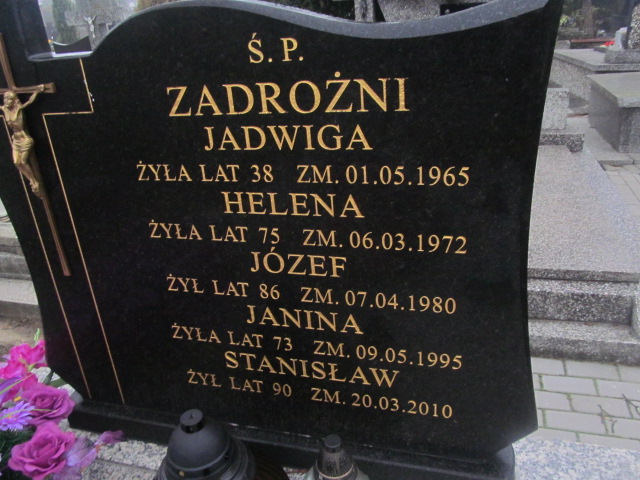 Ś.P.
ZADROŻNI
JADWIGA
ŻYŁA LAT 38 ZM. 01.05.1965
HELENA
ŻYŁA LAT 75 ZM. 06.03.1972
JÓZEF
ŻYŁ LAT 86 ZM. 07.04.1980
JANINA
ŻYŁA LAT 73 ZM. 09.05.1995
STANISŁAW
ŻYŁ LAT 90 ZM. 20.03.2010